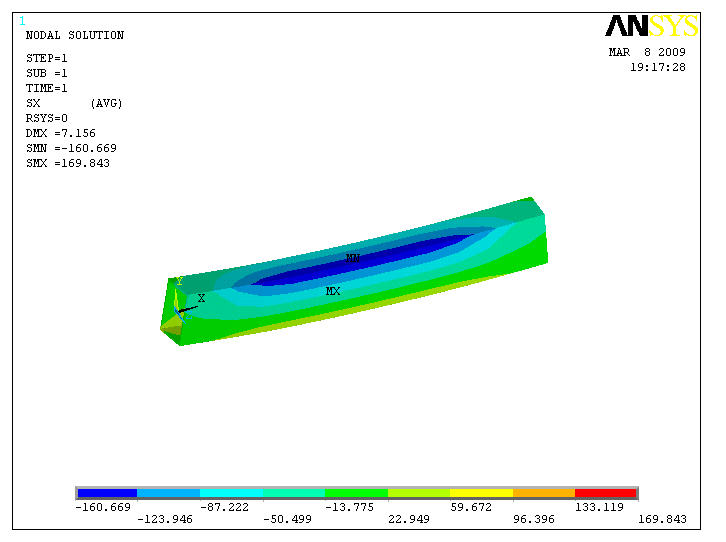 1
ANSYS
NODAL SOLUTION
MAR 8 2009
19:17:28
STEP=1
SUB =1
TIME=1
SX (AVG)
RSYS=0
DMX =7.156
SMN =-160.669
SMX =169.843
MN
MX
Y
X
-160.669 -87.222 -13.775 59.672 133.119
-123.946 -50.499 22.949 96.396 169.843